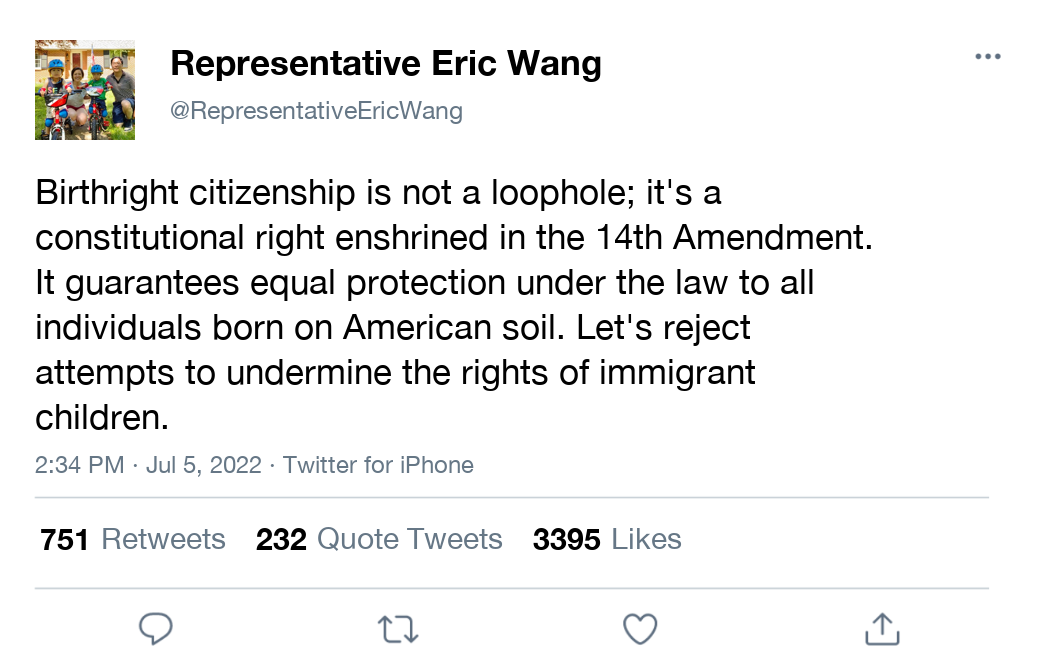 Representative Eric Wang
@RepresentativeEricWang
Birthright citizenship is not a loophole; it's a
constitutional right enshrined in the 14th Amendment.
It guarantees equal protection under the law to all
individuals born on American soil. Let's reject
attempts to undermine the rights of immigrant
children.
2:34 PM · Jul 5, 2022 · Twitter for iPhone
751 Retweets 232 Quote Tweets 3395 Likes